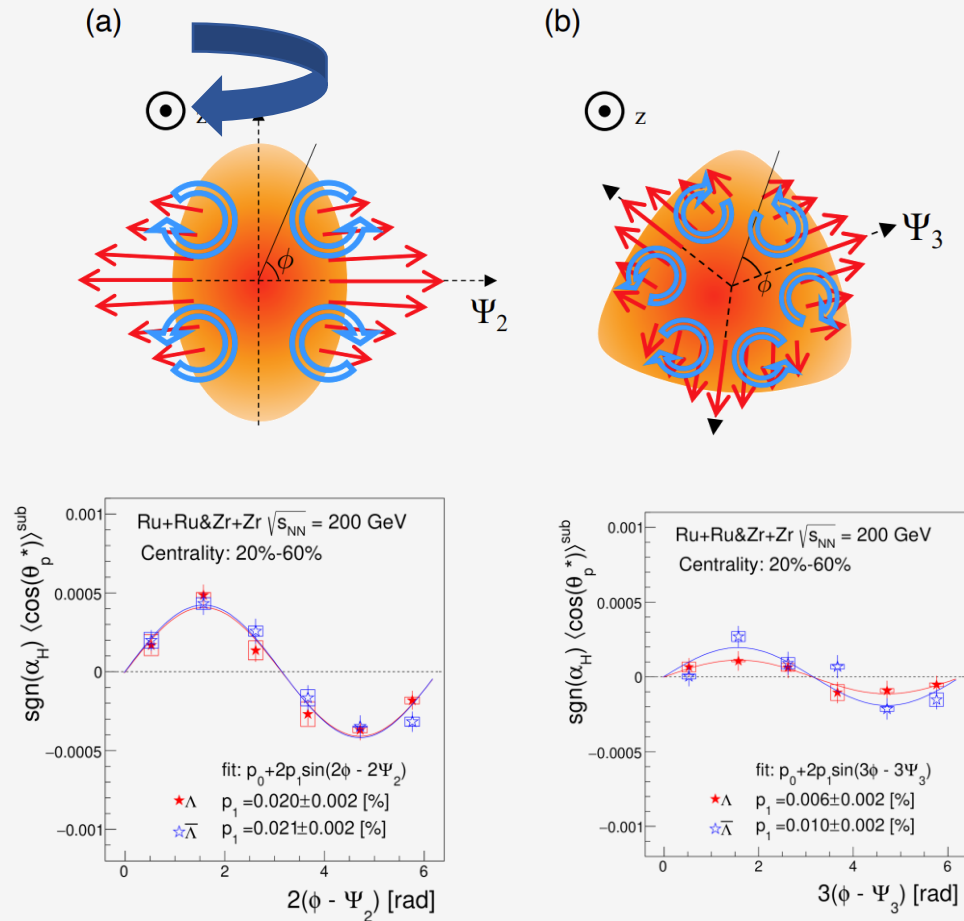 (a)
(b)
z
z
ϕ
Ψ2
ϕ
Ψ3
Ru+Ru&Zr+Zr √sNN = 200 GeV
Centrality: 20%-60%
fit: p0+2p1sin(2ϕ - 2Ψ2)
Λ p1=0.020±0.002 [%]
Λ̅ p1=0.021±0.002 [%]
sgn(αH) ⟨cos(θp*)⟩sub
0.001
0.0005
0
−0.0005
−0.001
0 2 4 6
2(ϕ - Ψ2) [rad]
Ru+Ru&Zr+Zr √sNN = 200 GeV
Centrality: 20%-60%
fit: p0+2p1sin(3ϕ - 3Ψ3)
Λ p1=0.006±0.002 [%]
Λ̅ p1=0.010±0.002 [%]
sgn(αH) ⟨cos(θp*)⟩sub
0.001
0.0005
0
−0.0005
−0.001
0 2 4 6
3(ϕ - Ψ3) [rad]